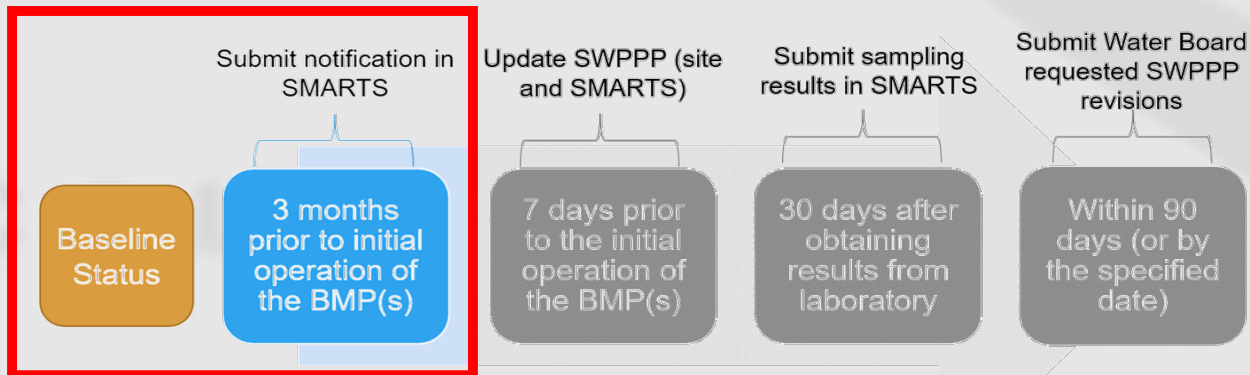 Submit notification in
SMARTS
Update SWPPP (site
and SMARTS)
Submit sampling
results in SMARTS
Submit Water Board
requested SWPPP
revisions
Baseline
Status
3 months
prior to initial
operation of
the BMP(s)
7 days prior
to the initial
operation of
the BMP(s)
30 days after
obtaining
results from
laboratory
Within 90
days (or by
the specified
date)